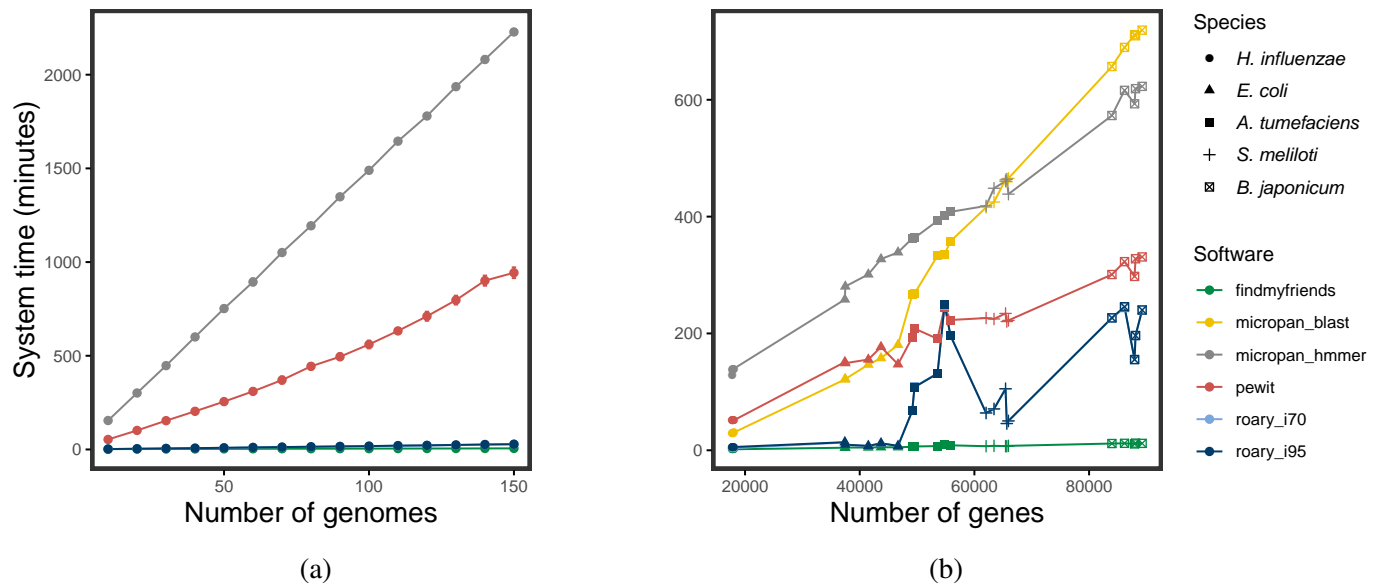 System time (minutes)
2000
1500
1000
500
0
50
100
150
Number of genomes
(a)
600
400
200
0
20000
40000
60000
80000
Number of genes
(b)
Species
H. influenzae
E. coli
A. tumefaciens
S. meliloti
B. japonicum
Software
findmyfriends
micropan_blast
micropan_hmmer
pewit
roary_i70
roary_i95